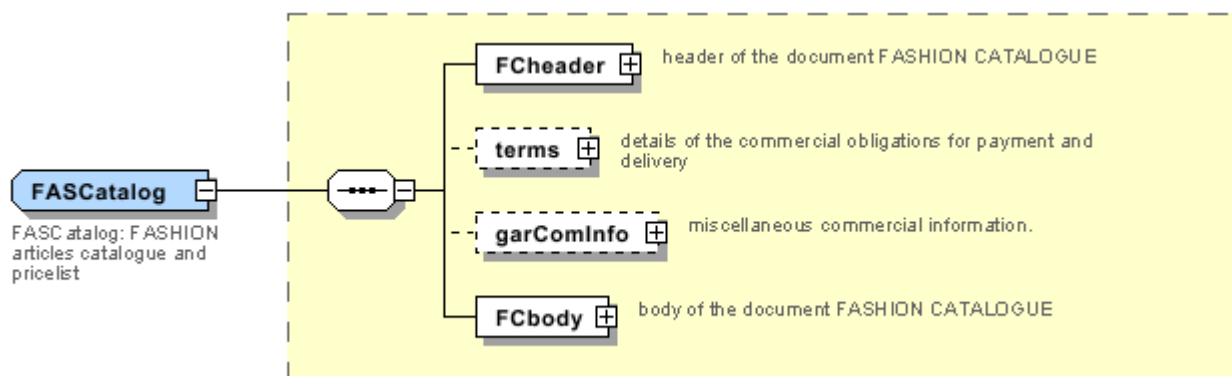 FCheader
header of the document FASHION CATALOGUE
terms
details of the commercial obligations for payment and
delivery
FASCatalog
FASCatalog: FASHION
articles catalogue and
pricelist
garComInfo
miscellaneous commercial information.
FCbody
body of the document FASHION CATALOGUE